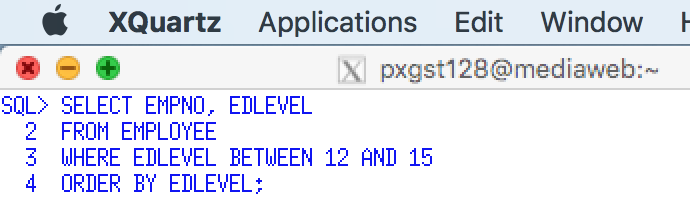 XQuartz Applications Edit Window
pxgst128@mediaweb:~
SQL> SELECT EMPNO, EDLEVEL
2 FROM EMPLOYEE
3 WHERE EDLEVEL BETWEEN 12 AND 15
4 ORDER BY EDLEVEL;